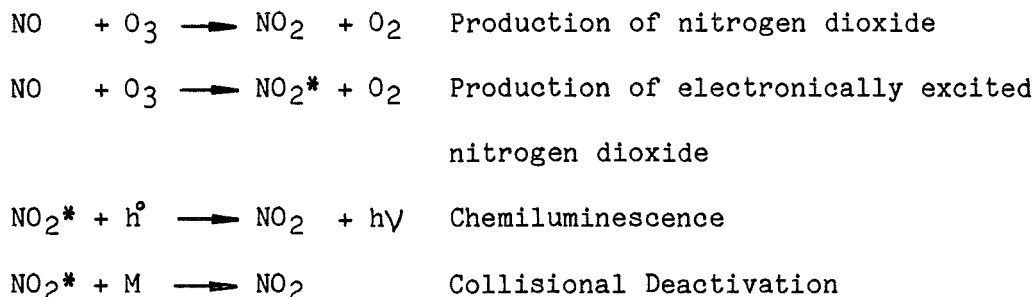 NO + O₃ → NO₂ + O₂ Production of nitrogen dioxide
NO + O₃ → NO₂* + O₂ Production of electronically excited
nitrogen dioxide
NO₂* + h° → NO₂ + hν Chemiluminescence
NO₂* + M → NO₂ Collisional Deactivation